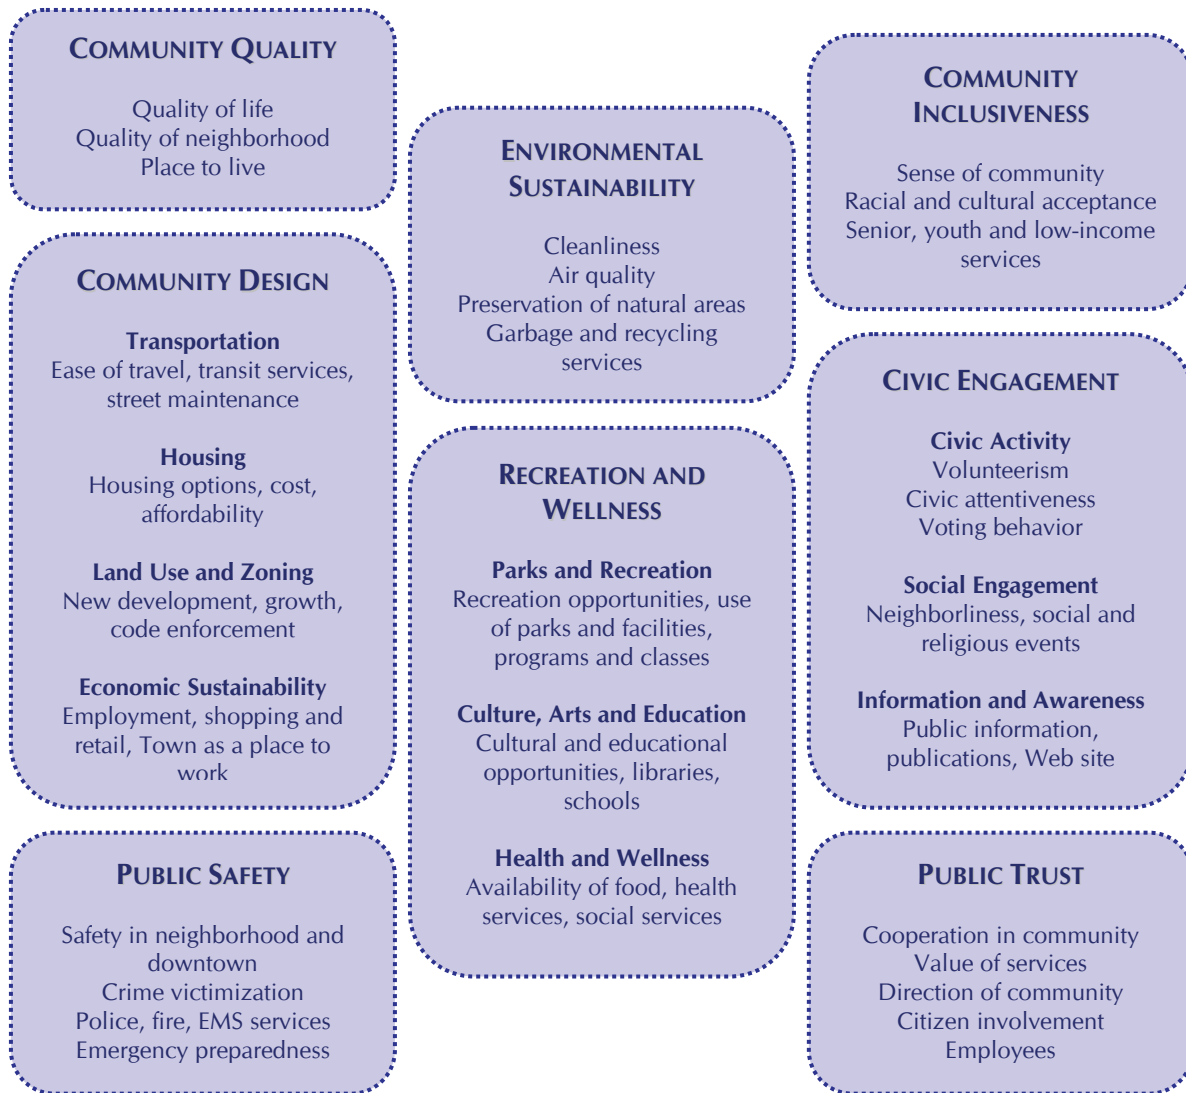 COMMUNITY QUALITY
Quality of life
Quality of neighborhood
Place to live
COMMUNITY DESIGN
Transportation
Ease of travel, transit services,
street maintenance
Housing
Housing options, cost,
affordability
Land Use and Zoning
New development, growth,
code enforcement
Economic Sustainability
Employment, shopping and
retail, Town as a place to
work
PUBLIC SAFETY
Safety in neighborhood and
downtown
Crime victimization
Police, fire, EMS services
Emergency preparedness
ENVIRONMENTAL
SUSTAINABILITY
Cleanliness
Air quality
Preservation of natural areas
Garbage and recycling
services
RECREATION AND
WELLNESS
Parks and Recreation
Recreation opportunities, use
of parks and facilities,
programs and classes
Culture, Arts and Education
Cultural and educational
opportunities, libraries,
schools
Health and Wellness
Availability of food, health
services, social services
COMMUNITY
INCLUSIVENESS
Sense of community
Racial and cultural acceptance
Senior, youth and low-income
services
CIVIC ENGAGEMENT
Civic Activity
Volunteerism
Civic attentiveness
Voting behavior
Social Engagement
Neighborliness, social and
religious events
Information and Awareness
Public information,
publications, Web site
PUBLIC TRUST
Cooperation in community
Value of services
Direction of community
Citizen involvement
Employees